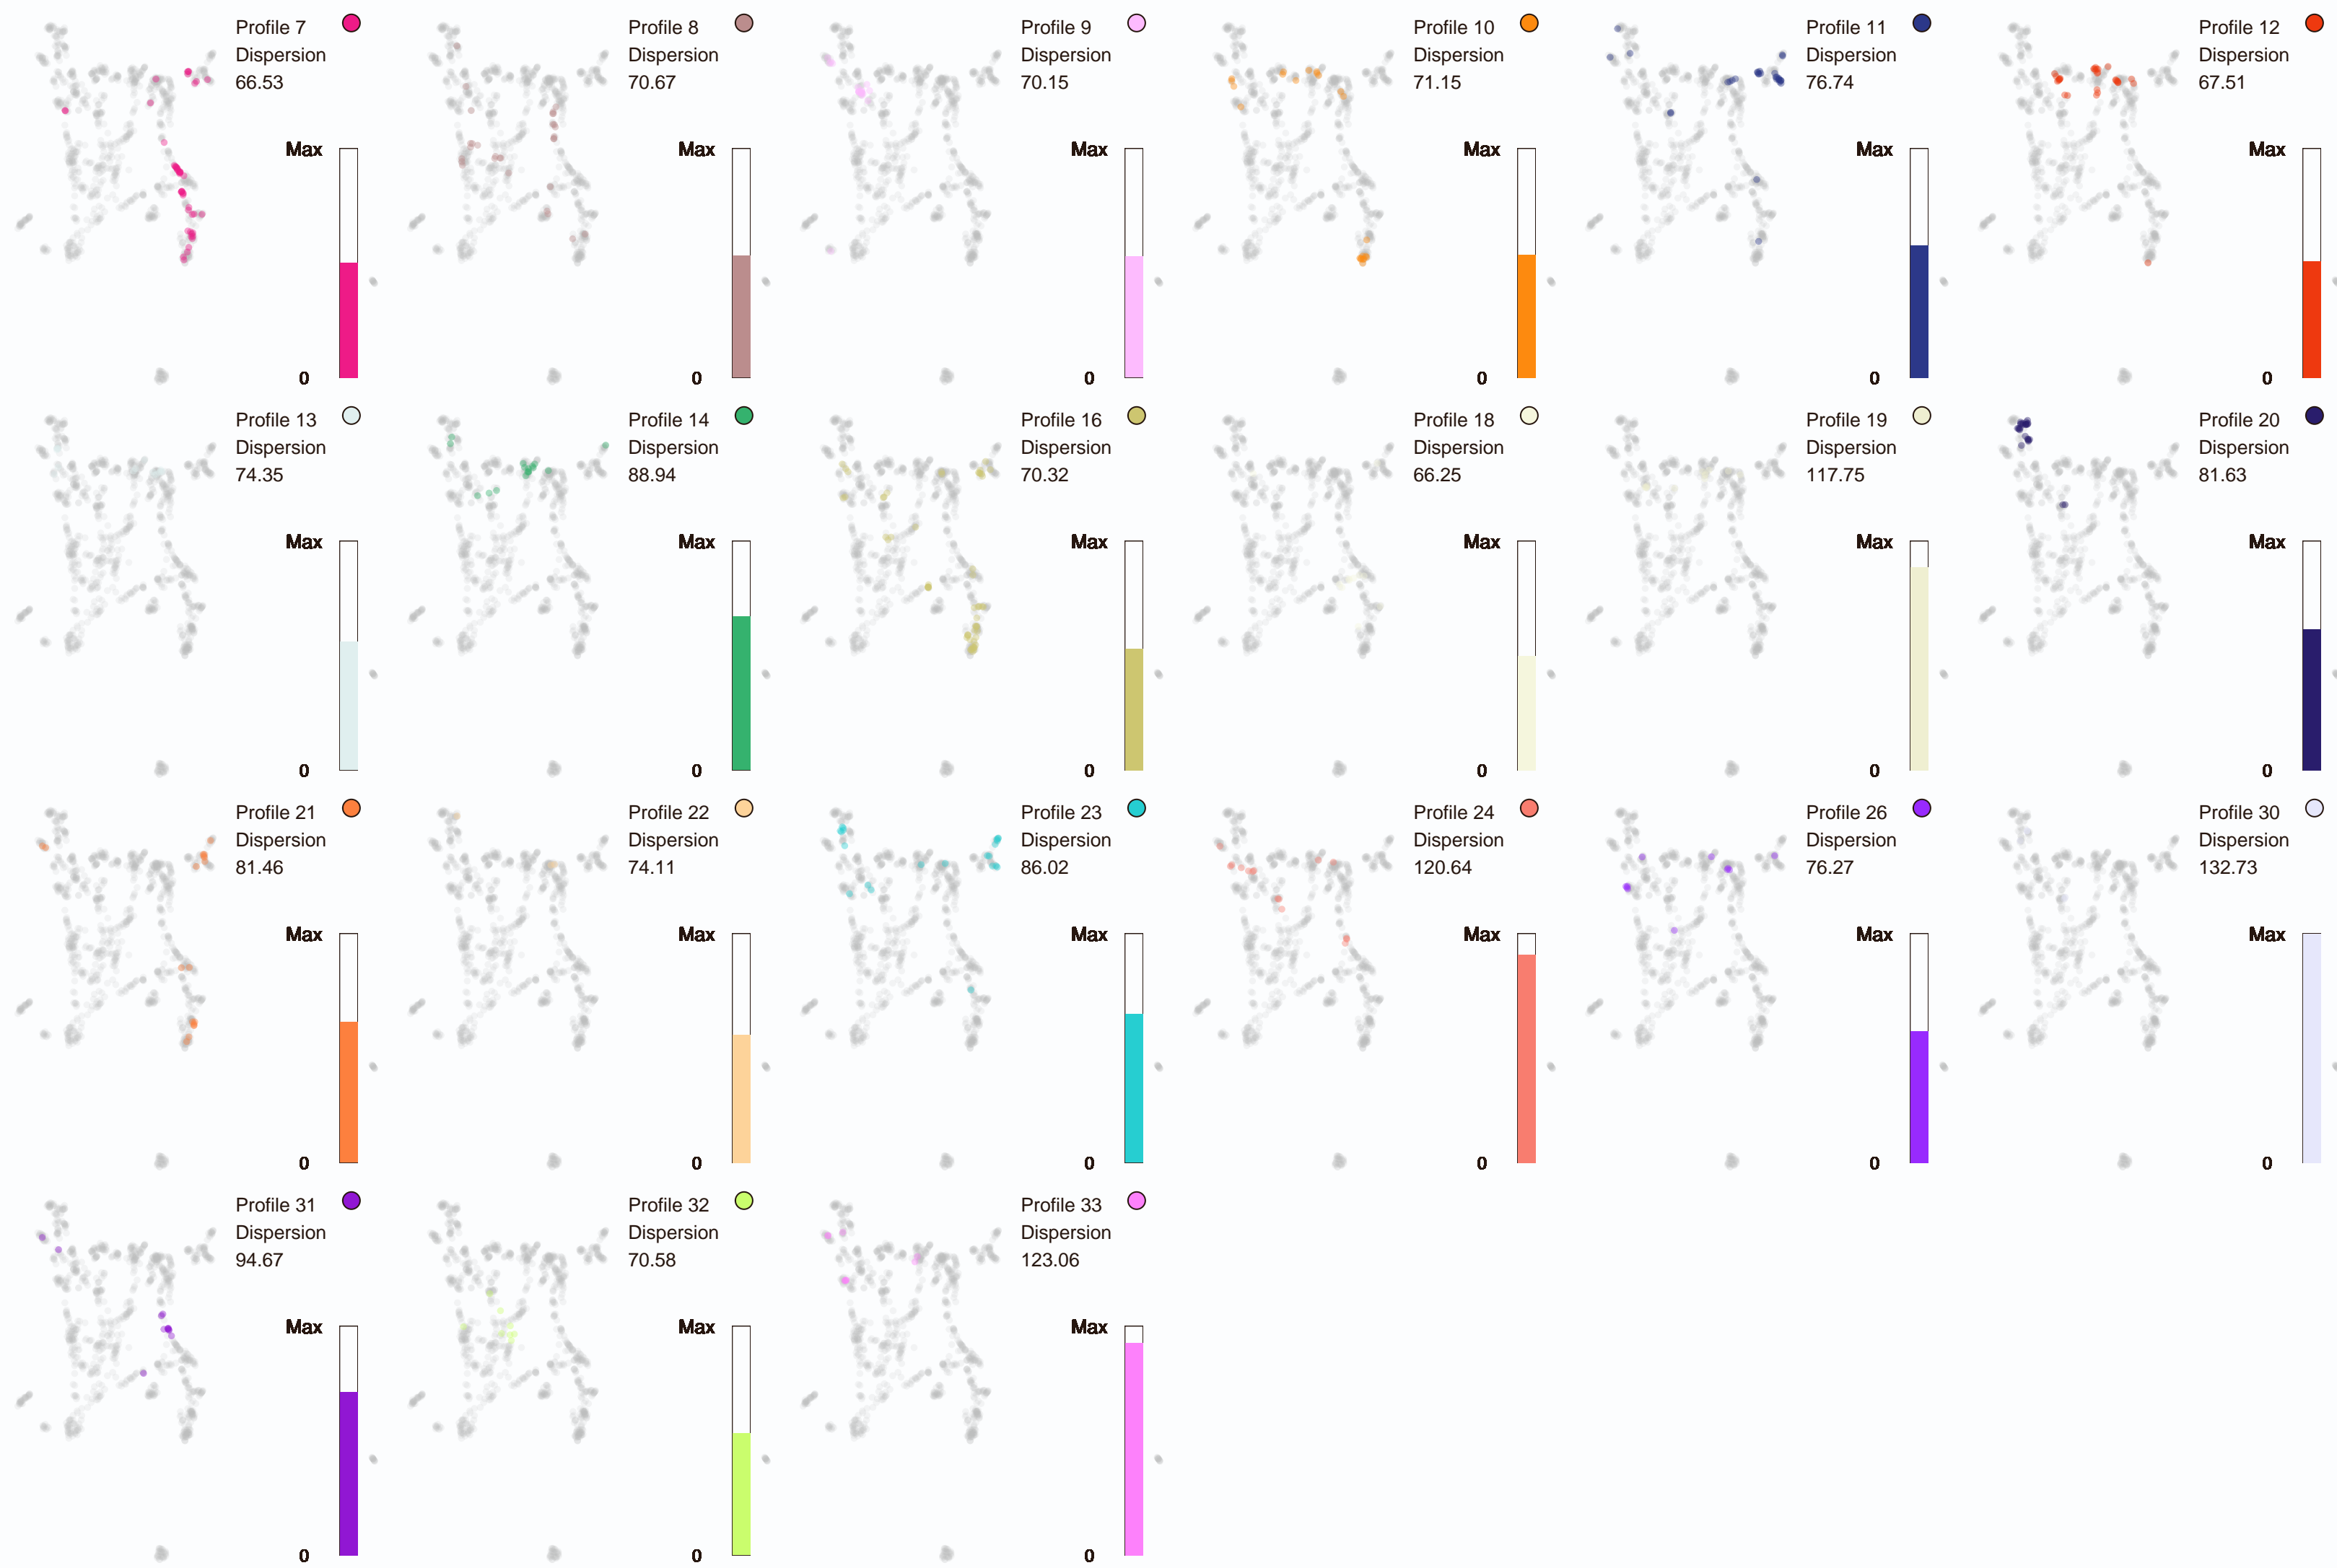 Profile 7
Dispersion
66.53
Max
0
Profile 8
Dispersion
70.67
Max
0
Profile 9
Dispersion
70.15
Max
0
Profile 10
Dispersion
71.15
Max
0
Profile 11
Dispersion
76.74
Max
0
Profile 12
Dispersion
67.51
Max
0
Profile 13
Dispersion
74.35
Max
0
Profile 14
Dispersion
88.94
Max
0
Profile 16
Dispersion
70.32
Max
0
Profile 18
Dispersion
66.25
Max
0
Profile 19
Dispersion
117.75
Max
0
Profile 20
Dispersion
81.63
Max
0
Profile 21
Dispersion
81.46
Max
0
Profile 22
Dispersion
74.11
Max
0
Profile 23
Dispersion
86.02
Max
0
Profile 24
Dispersion
120.64
Max
0
Profile 26
Dispersion
76.27
Max
0
Profile 30
Dispersion
132.73
Max
0
Profile 31
Dispersion
94.67
Max
0
Profile 32
Dispersion
70.58
Max
0
Profile 33
Dispersion
123.06
Max
0